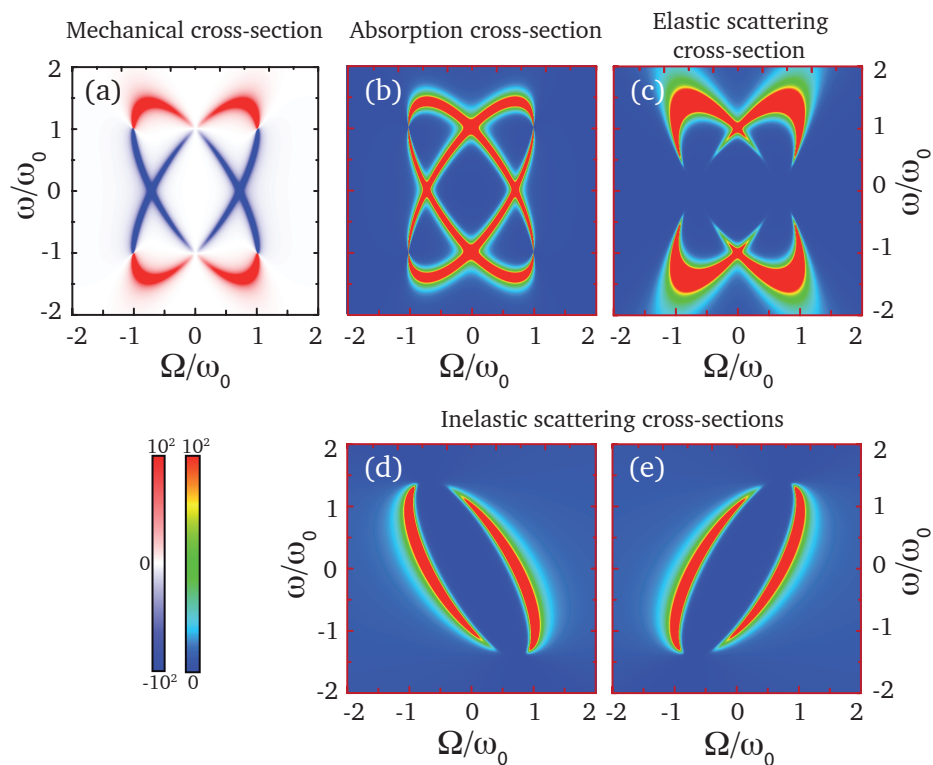 Mechanical cross-section
Absorption cross-section
Elastic scattering
cross-section
(a)
(b)
(c)
2
1
0
-1
-2
ω/ω0
2
1
0
-1
-2
ω/ω0
-2 -1 0 1 2
-2 -1 0 1 2
-2 -1 0 1 2
Ω/ω0
Ω/ω0
Ω/ω0
Inelastic scattering cross-sections
10²
10²
0
-10²
0
(d)
(e)
2
1
0
-1
-2
ω/ω0
2
1
0
-1
-2
ω/ω0
-2 -1 0 1 2
-2 -1 0 1 2
Ω/ω0
Ω/ω0